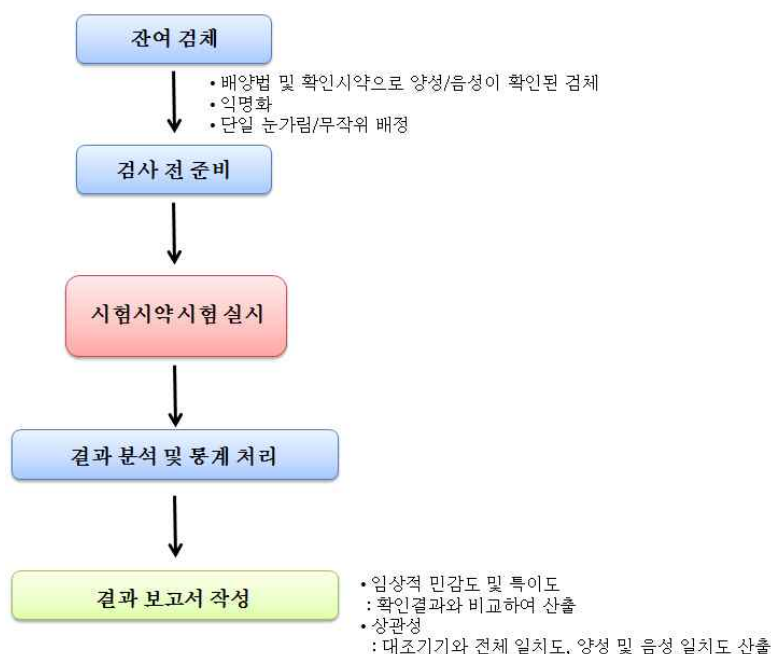 잔여 검체
• 배양법 및 확인시약으로 양성/음성이 확인된 검체
• 익명화
• 단일 눈가림/무작위 배정
검사 전 준비
시험시약 시험 실시
결과 분석 및 통계 처리
결과 보고서 작성
• 임상적 민감도 및 특이도
: 확인결과와 비교하여 산출
• 상관성
: 대조기기와 전체 일치도, 양성 및 음성 일치도 산출